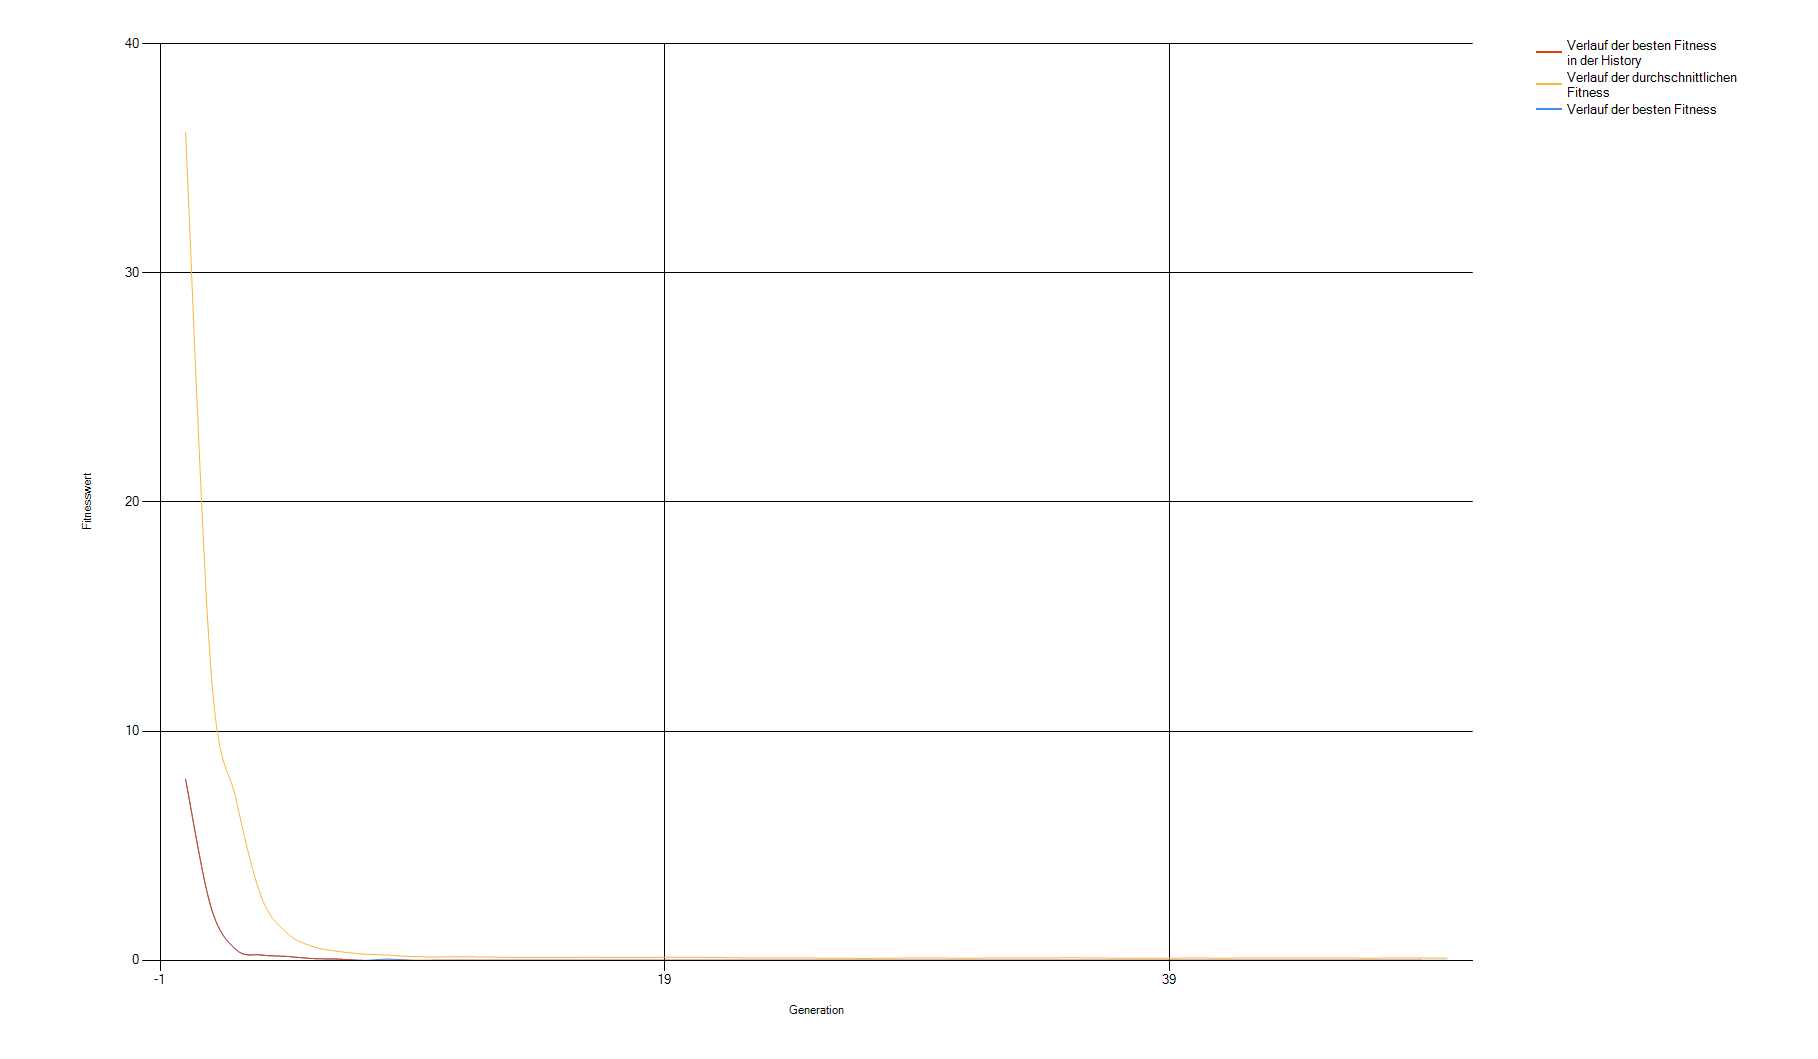 40
30
20
10
0
Fitnesswert
-1
19
39
Generation
Verlauf der besten Fitness
in der History
Verlauf der durchschnittlichen
Fitness
Verlauf der besten Fitness